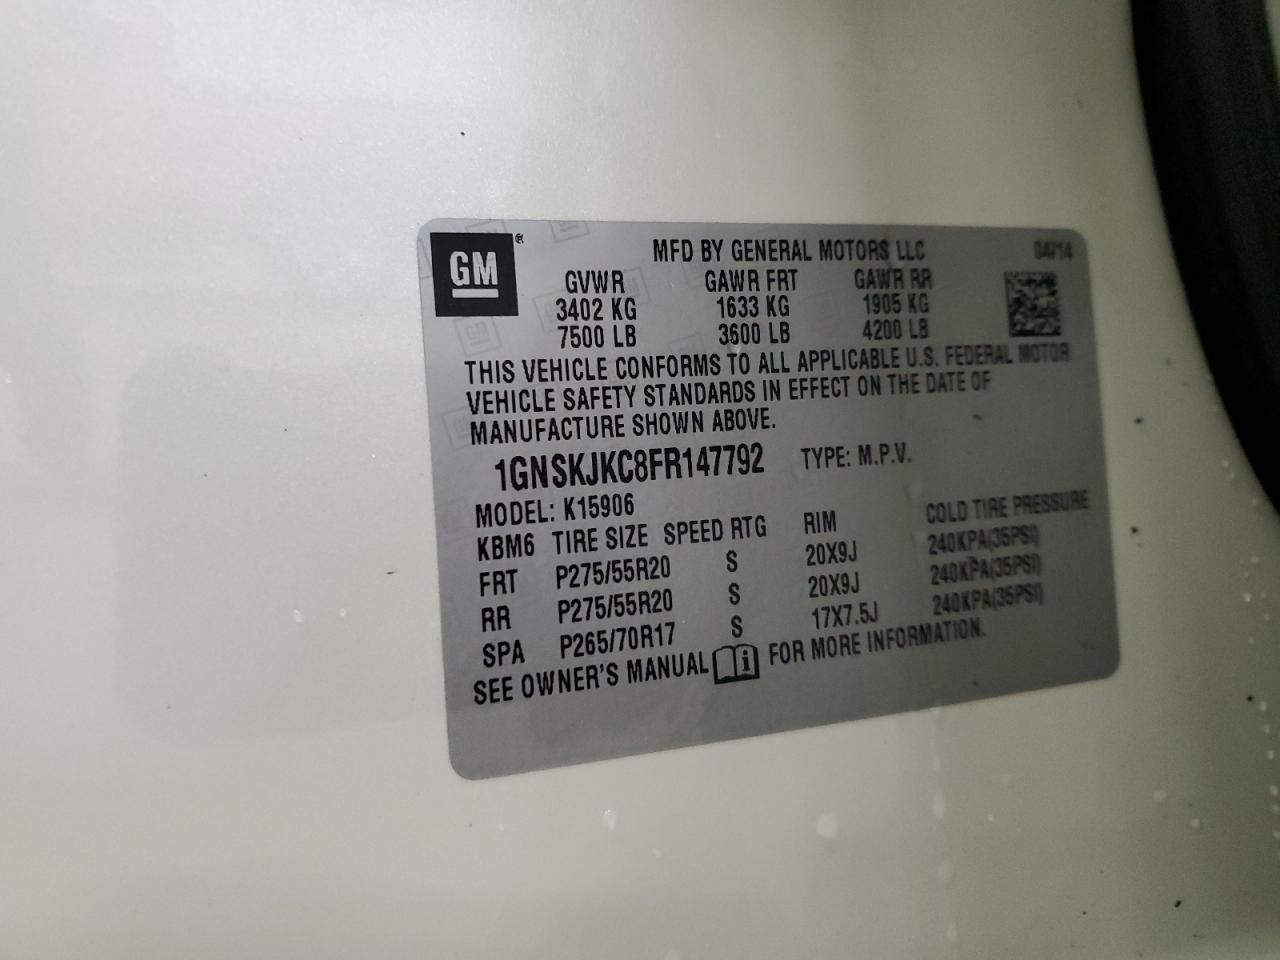 GM ® MFD BY GENERAL MOTORS LLC 04/14
GVWR GAWR FRT GAWR RR
3402 KG 1633 KG 1905 KG
7500 LB 3600 LB 4200 LB
THIS VEHICLE CONFORMS TO ALL APPLICABLE U.S. FEDERAL MOTOR
VEHICLE SAFETY STANDARDS IN EFFECT ON THE DATE OF
MANUFACTURE SHOWN ABOVE.
1GNSKJKC8FR147792 TYPE: M.P.V.
MODEL: K15906
KBM6 TIRE SIZE SPEED RTG RIM COLD TIRE PRESSURE
FRT P275/55R20 S 20X9J 240KPA(35PSI)
RR P275/55R20 S 20X9J 240KPA(35PSI)
SPA P265/70R17 S 17X7.5J 240KPA(35PSI)
SEE OWNER'S MANUAL i FOR MORE INFORMATION.